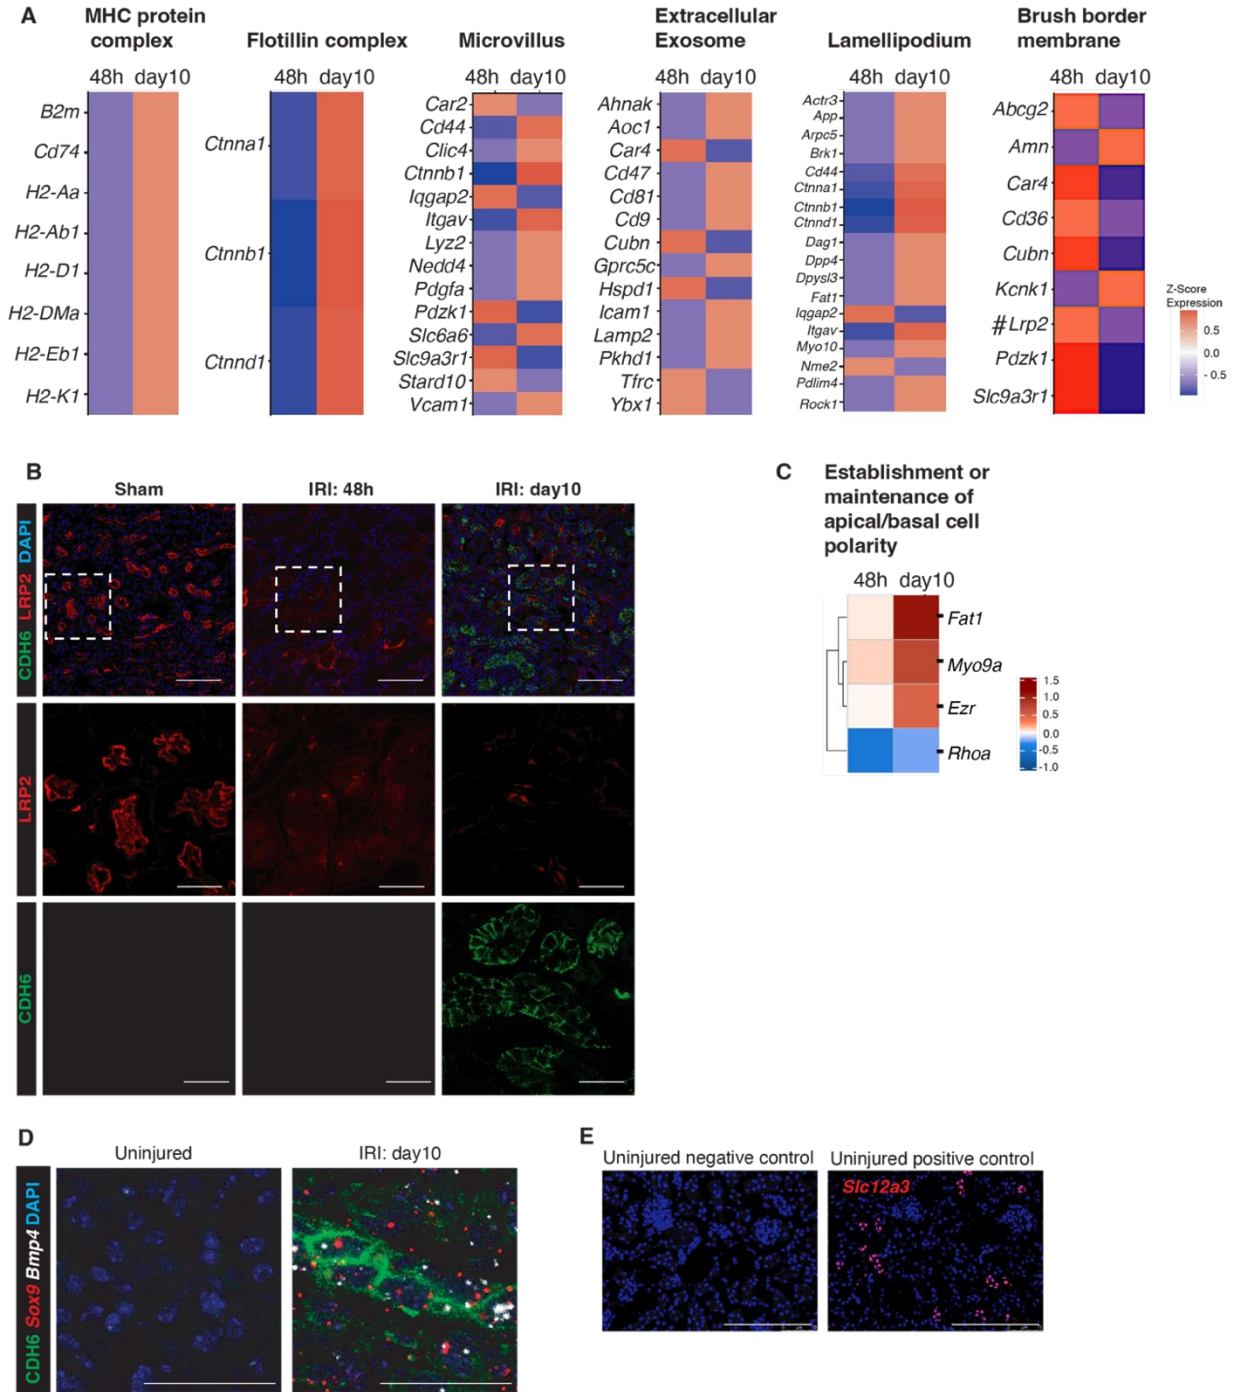 A
MHC protein
complex
48h day10
B2m
Cd74
H2-Aa
H2-Ab1
H2-D1
H2-DMa
H2-Eb1
H2-K1
Flotillin complex
48h day10
Ctnna1
Ctnnb1
Ctnnd1
Microvillus
48h day10
Car2
Cd44
Clic4
Ctnnb1
Iqgap2
Itgav
Lyz2
Nedd4
Pdgfa
Pdzk1
Slc6a6
Slc9a3r1
Stard10
Vcam1
Extracellular
Exosome
48h day10
Ahnak
Aoc1
Car4
Cd47
Cd81
Cd9
Cubn
Gprc5c
Hspd1
Icam1
Lamp2
Pkhd1
Tfrc
Ybx1
Lamellipodium
48h day10
Actr3
App
Arpc5
Brk1
Cd44
Ctnna1
Ctnnb1
Ctnnd1
Dag1
Dpp4
Dpysl3
Fat1
Iqgap2
Itgav
Myo10
Nme2
Pdlim4
Rock1
Brush border
membrane
48h day10
Abcg2
Amn
Car4
Cd36
Cubn
Kcnk1
#Lrp2
Pdzk1
Slc9a3r1
Z-Score
Expression
0.5
0.0
- 0.5
B
Sham
IRI: 48h
IRI: day10
CDH6 LRP2 DAPI
LRP2
CDH6
C
Establishment or
maintenance of
apical/basal cell
polarity
48h day10
Fat1
Myo9a
Ezr
Rhoa
1.5
1.0
0.5
0.0
-0.5
-1.0
D
Uninjured
IRI: day10
CDH6 Sox9 Bmp4 DAPI
E
Uninjured negative control
Uninjured positive control
Slc12a3